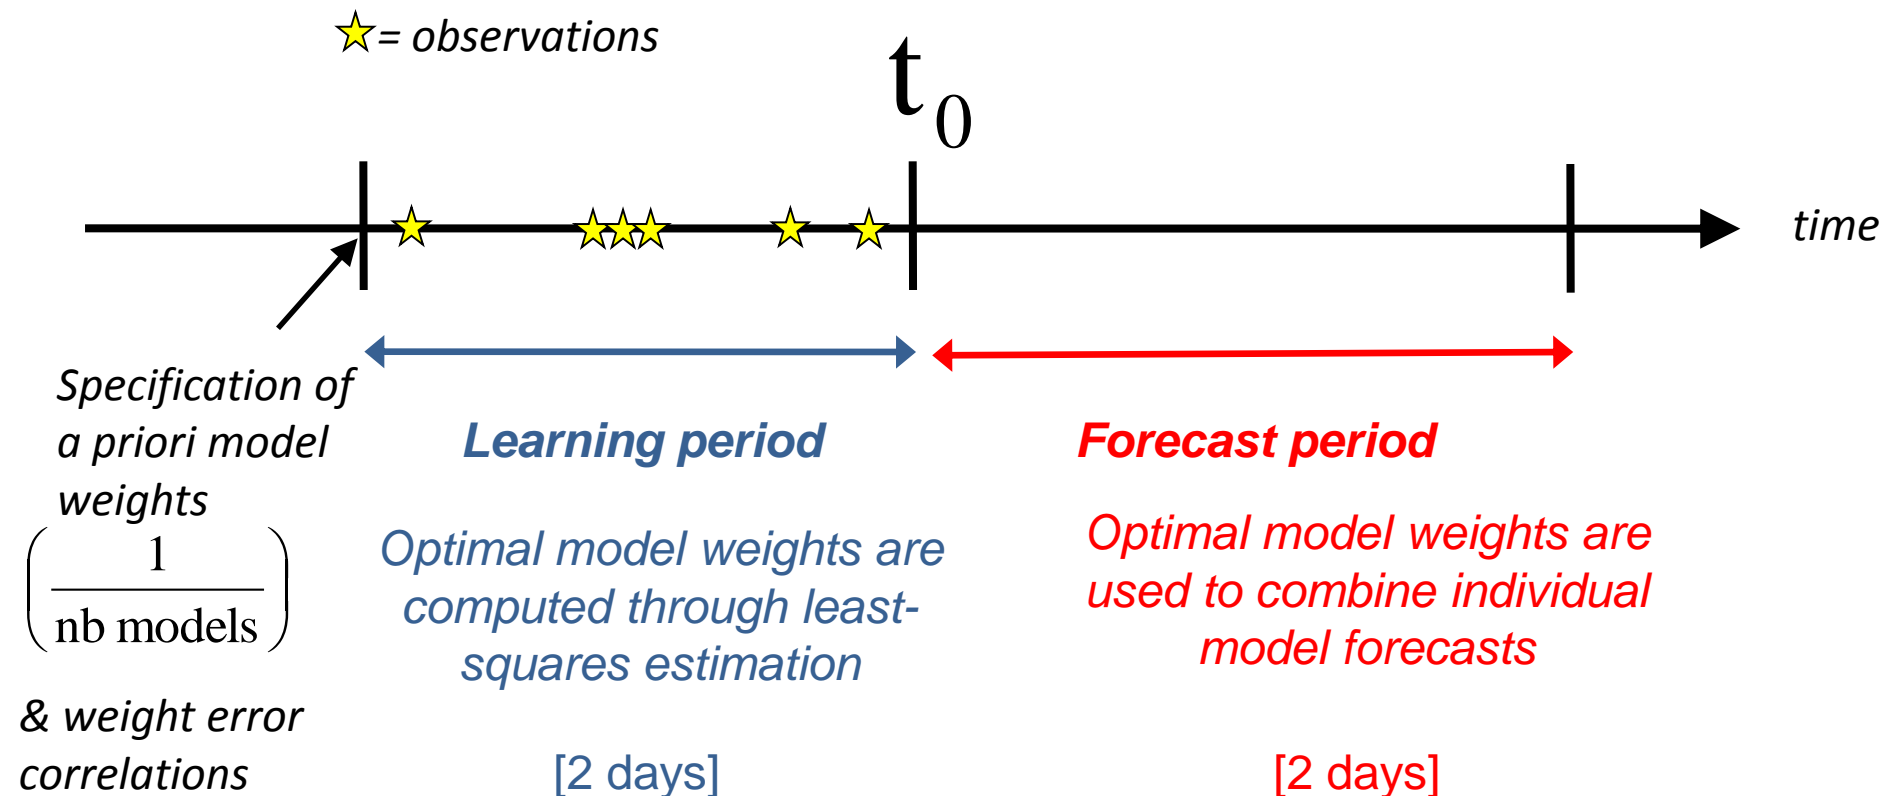 = observations
t0
time
Specification of
a priori model
weights
(1
nb models)
& weight error
correlations
Learning period
Optimal model weights are
computed through least-
squares estimation
[2 days]
Forecast period
Optimal model weights are
used to combine individual
model forecasts
[2 days]